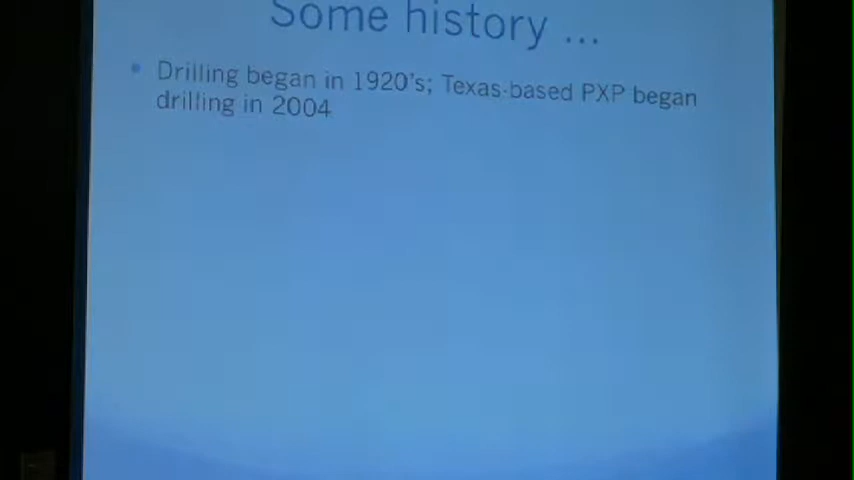 Some history ...
• Drilling began in 1920's; Texas-based PXP began
drilling in 2004